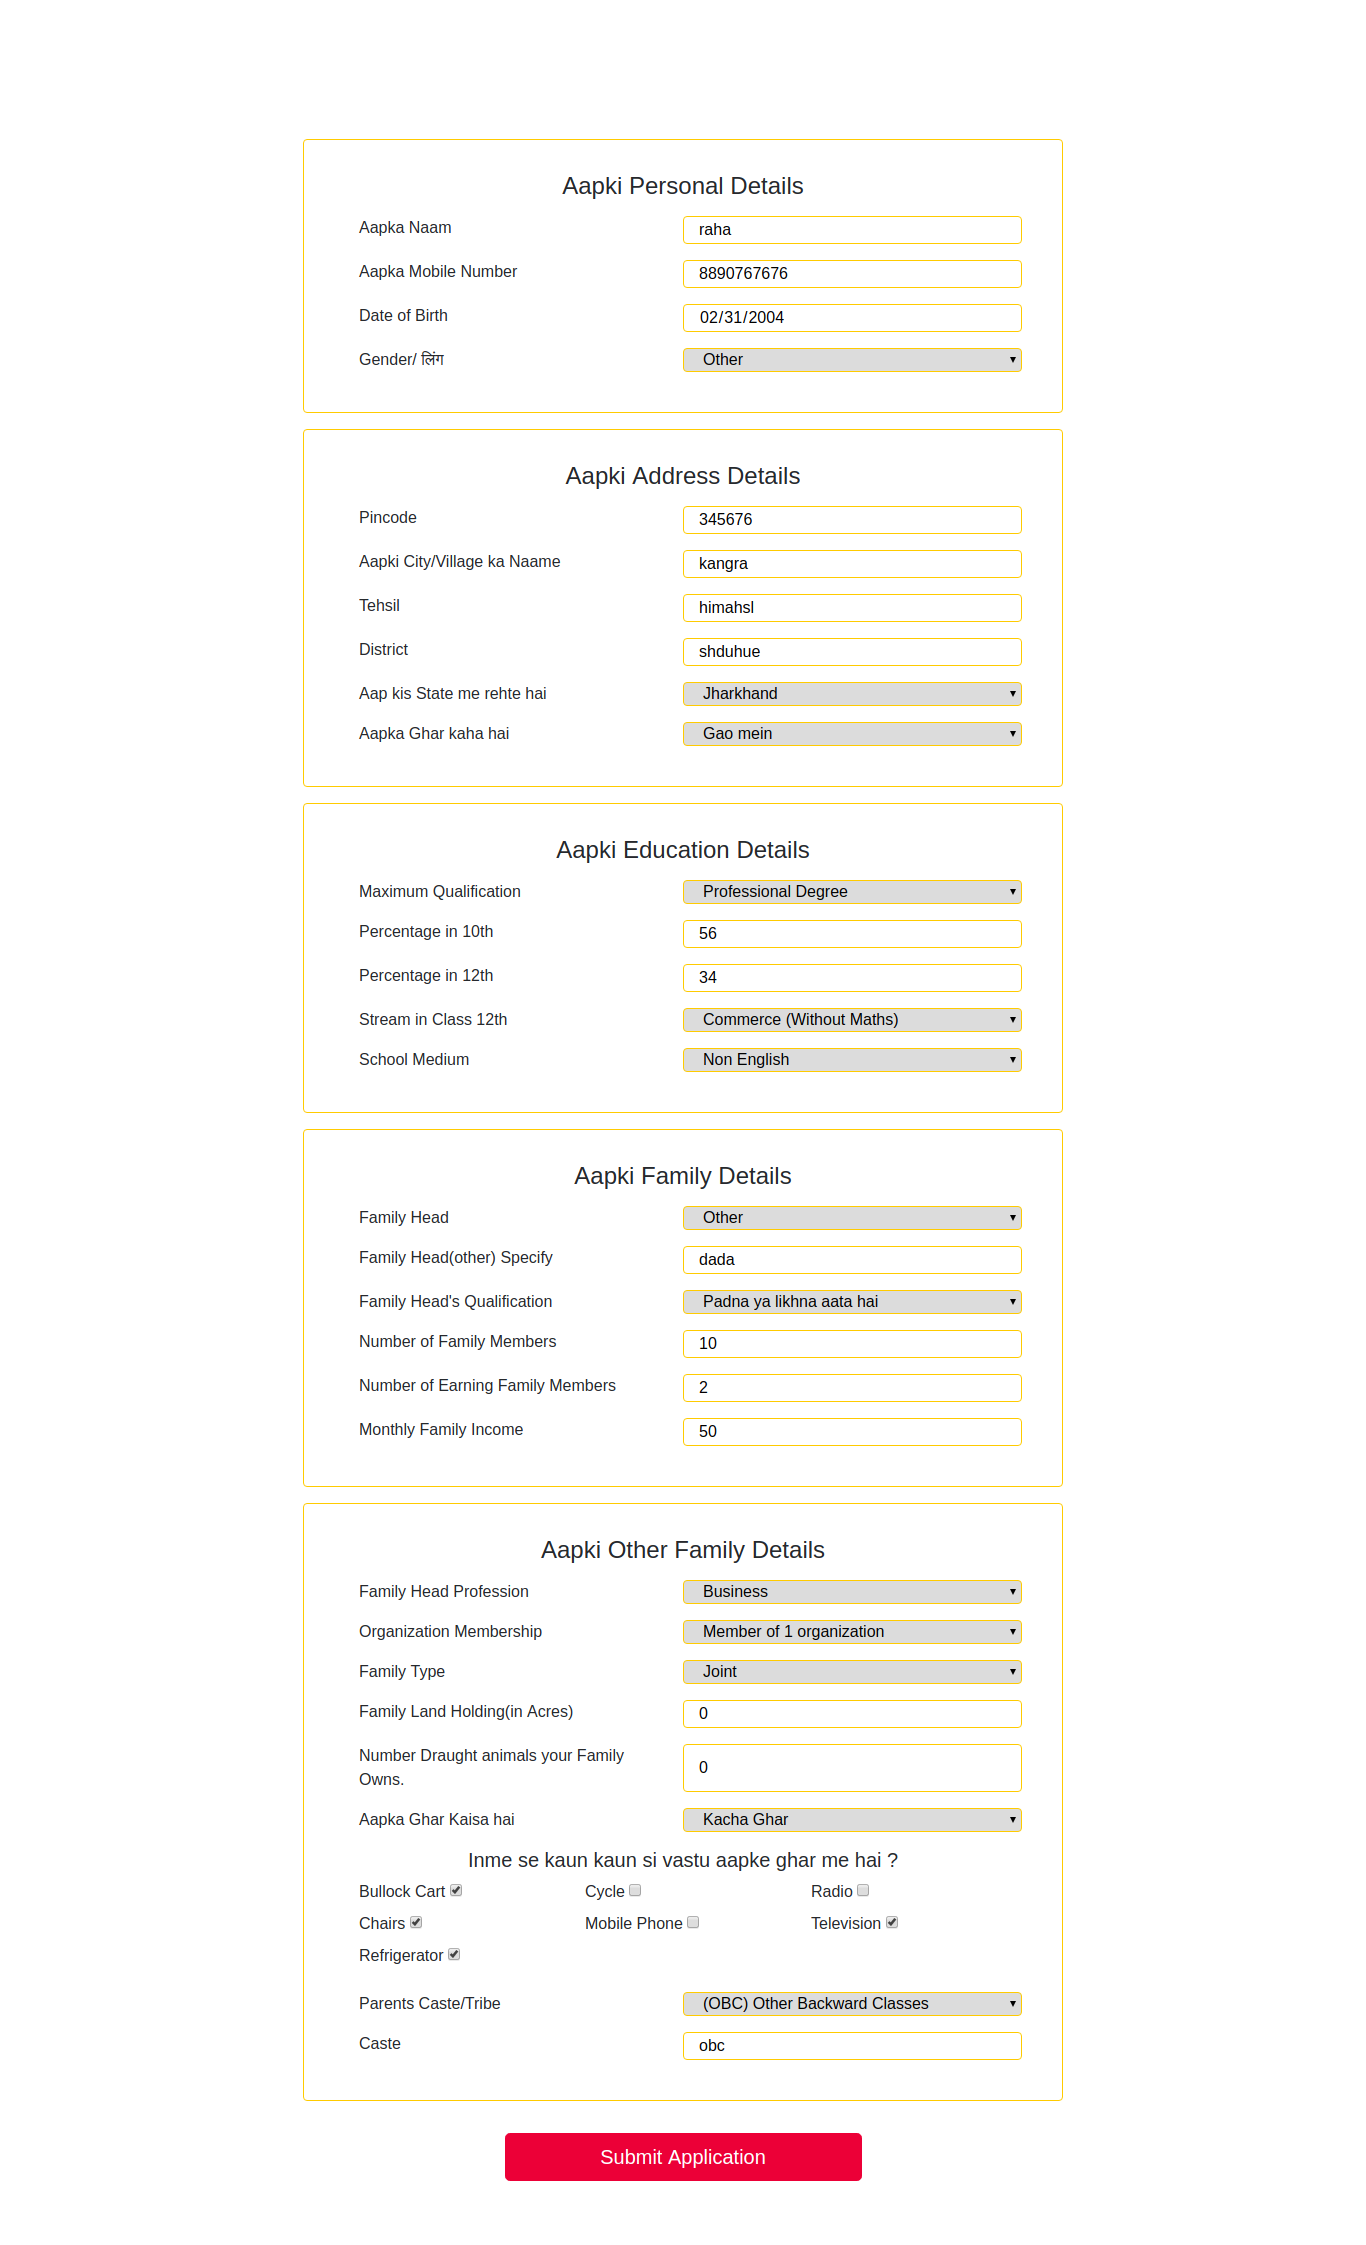 Aapki Personal Details
Aapka Naam raha
Aapka Mobile Number 8890767676
Date of Birth 02/31/2004
Gender/ लिंग Other
Aapki Address Details
Pincode 345676
Aapki City/Village ka Naame kangra
Tehsil himahsl
District shduhue
Aap kis State me rehte hai Jharkhand
Aapka Ghar kaha hai Gao mein
Aapki Education Details
Maximum Qualification Professional Degree
Percentage in 10th 56
Percentage in 12th 34
Stream in Class 12th Commerce (Without Maths)
School Medium Non English
Aapki Family Details
Family Head Other
Family Head(other) Specify dada
Family Head's Qualification Padna ya likhna aata hai
Number of Family Members 10
Number of Earning Family Members 2
Monthly Family Income 50
Aapki Other Family Details
Family Head Profession Business
Organization Membership Member of 1 organization
Family Type Joint
Family Land Holding(in Acres) 0
Number Draught animals your Family
Owns. 0
Aapka Ghar Kaisa hai Kacha Ghar
Inme se kaun kaun si vastu aapke ghar me hai ?
Bullock Cart Cycle Radio
Chairs Mobile Phone Television
Refrigerator
Parents Caste/Tribe (OBC) Other Backward Classes
Caste obc
Submit Application